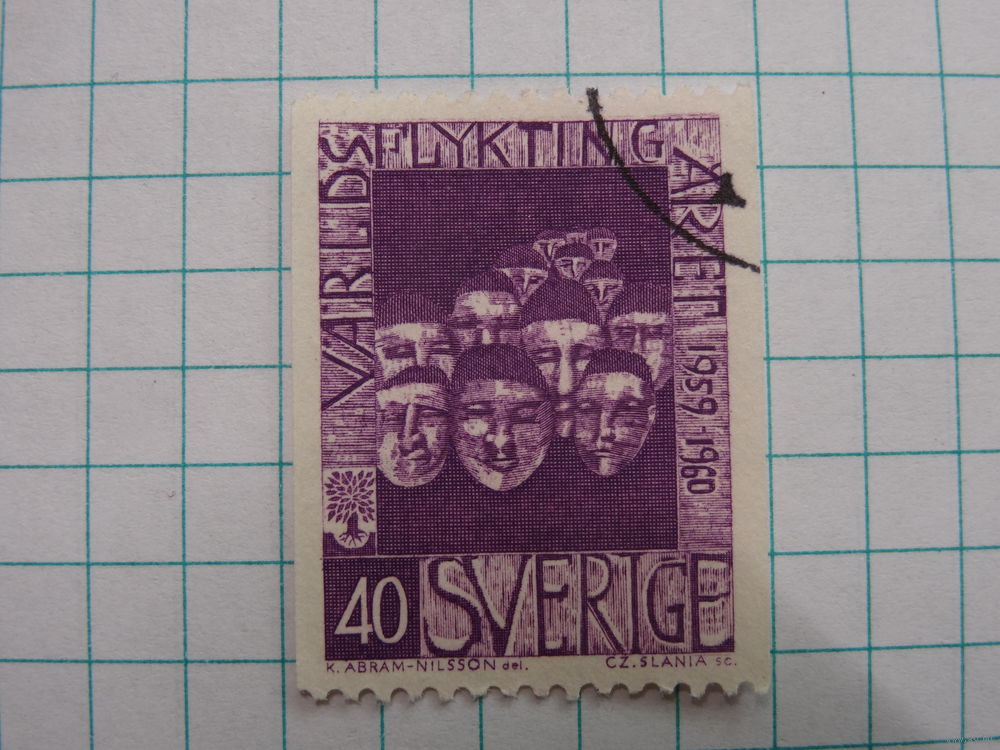 VÄRLDSFLYKTINGÅRET 1959-1960
40 SVERIGE
K. ABRAM-NILSSON del. CZ. SLANIA sc.